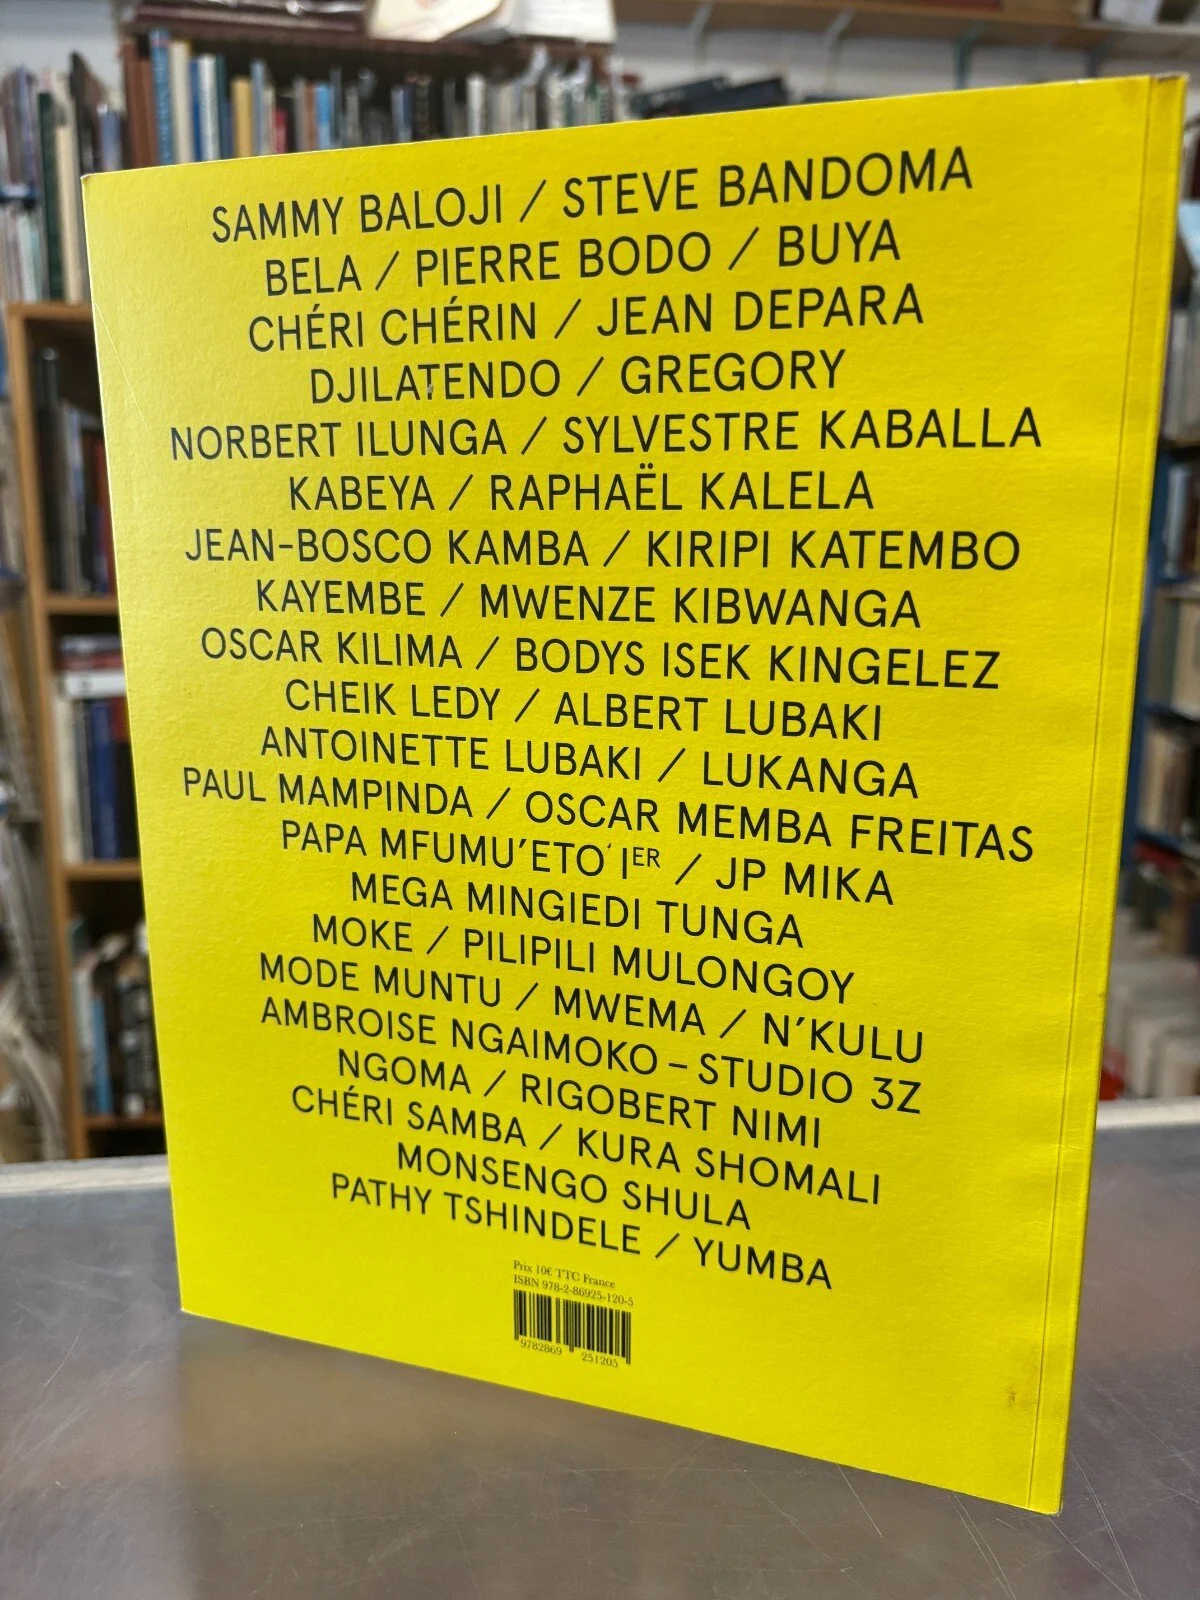 SAMMY BALOJI / STEVE BANDOMA
BELA / PIERRE BODO / BUYA
CHÉRI CHÉRIN / JEAN DEPARA
DJILATENDO / GREGORY
NORBERT ILUNGA / SYLVESTRE KABALLA
KABEYA / RAPHAËL KALELA
JEAN-BOSCO KAMBA / KIRIPI KATEMBO
KAYEMBE / MWENZE KIBWANGA
OSCAR KILIMA / BODYS ISEK KINGELEZ
CHEIK LEDY / ALBERT LUBAKI
ANTOINETTE LUBAKI / LUKANGA
PAUL MAMPINDA / OSCAR MEMBA FREITAS
PAPA MFUMU’ETO‘ IER / JP MIKA
MEGA MINGIEDI TUNGA
MOKE / PILIPILI MULONGOY
MODE MUNTU / MWEMA / N’KULU
AMBROISE NGAIMOKO – STUDIO 3Z
NGOMA / RIGOBERT NIMI
CHÉRI SAMBA / KURA SHOMALI
MONSENGO SHULA
PATHY TSHINDELE / YUMBA
Prix 10€ TTC France
ISBN 978-2-86925-120-5
9782869 251205